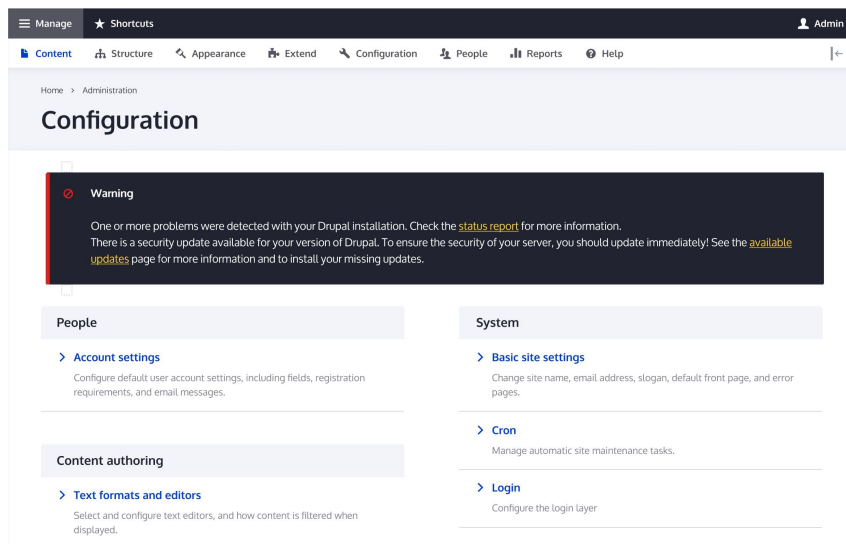 Manage
Shortcuts
Admin
Content
Structure
Appearance
Extend
Configuration
People
Reports
Help
Home > Administration
Configuration
Warning
One or more problems were detected with your Drupal installation. Check the status report for more information.
There is a security update available for your version of Drupal. To ensure the security of your server, you should update immediately! See the available
updates page for more information and to install your missing updates.
People
Account settings
Configure default user account settings, including fields, registration
requirements, and email messages.
Content authoring
Text formats and editors
Select and configure text editors, and how content is filtered when
displayed.
System
Basic site settings
Change site name, email address, slogan, default front page, and error
pages.
Cron
Manage automatic site maintenance tasks.
Login
Configure the login layer